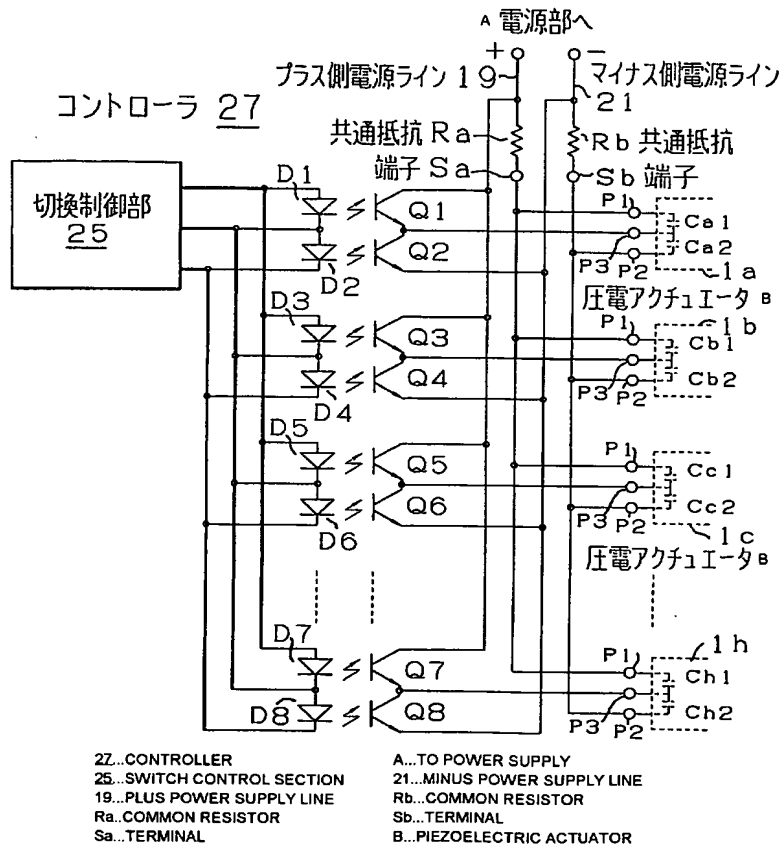 A 電源部へ
+ −
プラス側電源ライン 19
マイナス側電源ライン
21
コントローラ 27
共通抵抗 Ra
Rb 共通抵抗
端子 Sa
Sb 端子
切換制御部
25
D1
Q1
P1
Ca1
Q2
Ca2
D2
P3 P2
1a
圧電アクチュエータ B
D3
P1
1b
Q3
Cb1
Q4
Cb2
D4
P3 P2
D5
P1
Q5
Cc1
Q6
Cc2
D6
P3 P2
1c
圧電アクチュエータ B
D7
P1
1h
Q7
Ch1
D8
Q8
Ch2
P3 P2
27...CONTROLLER
25...SWITCH CONTROL SECTION
19...PLUS POWER SUPPLY LINE
Ra..COMMON RESISTOR
Sa...TERMINAL
A...TO POWER SUPPLY
21...MINUS POWER SUPPLY LINE
Rb...COMMON RESISTOR
Sb...TERMINAL
B...PIEZOELECTRIC ACTUATOR